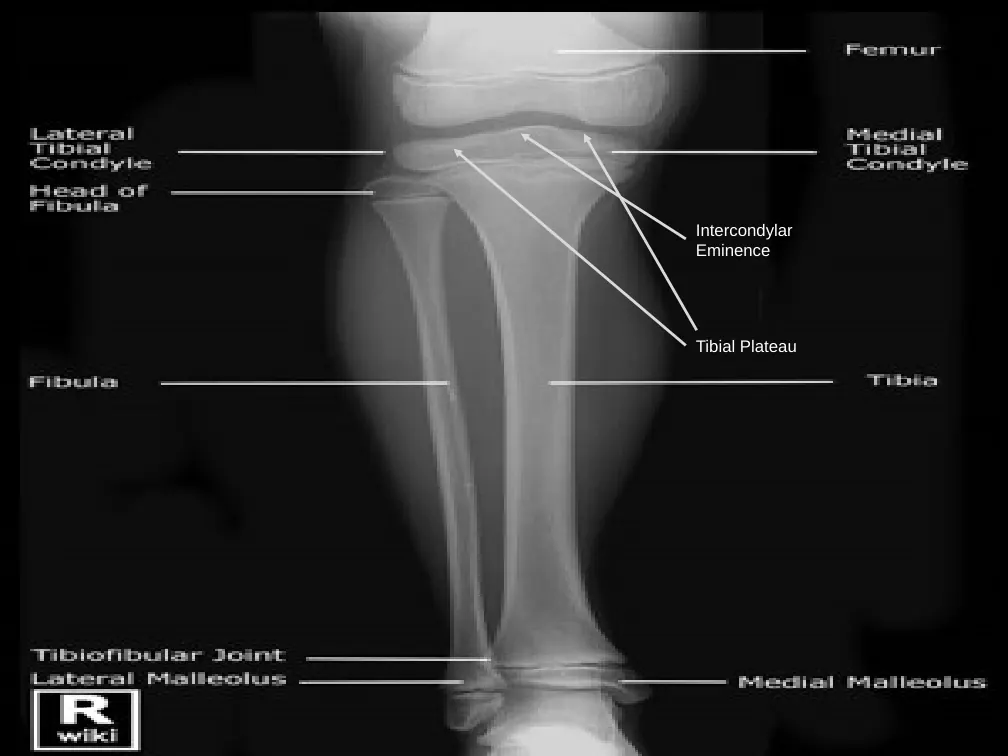 Femur
Lateral
Tibial
Condyle
Medial
Tibial
Condyle
Head of
Fibula
Intercondylar
Eminence
Tibial Plateau
Fibula
Tibia
Tibiofibular Joint
Lateral Malleolus
Medial Malleolus
R
wiki